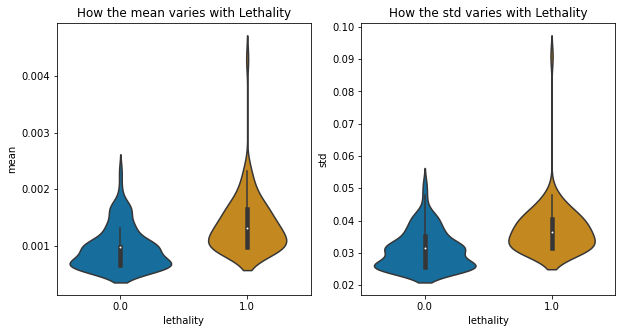 How the mean varies with Lethality
mean
0.004
0.003
0.002
0.001
0.0 1.0
lethality
How the std varies with Lethality
std
0.10
0.09
0.08
0.07
0.06
0.05
0.04
0.03
0.02
0.0 1.0
lethality